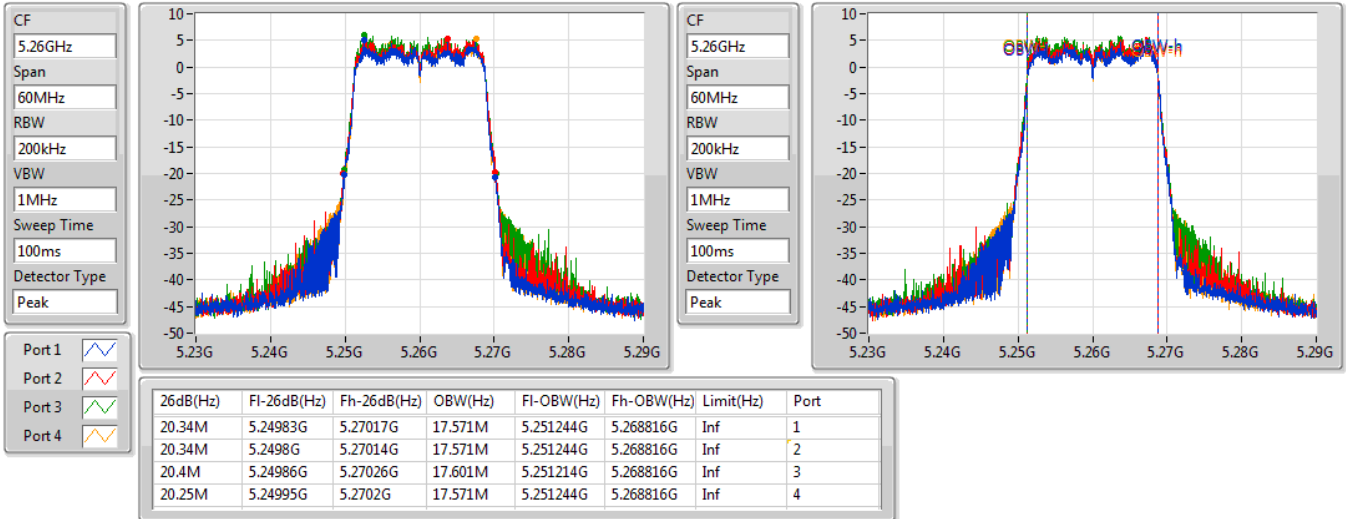 CF
5.26GHz
Span
60MHz
RBW
200kHz
VBW
1MHz
Sweep Time
100ms
Detector Type
Peak
10
5
0
-5
-10
-15
-20
-25
-30
-35
-40
-45
-50
5.23G 5.24G 5.25G 5.26G 5.27G 5.28G 5.29G
CF
5.26GHz
Span
60MHz
RBW
200kHz
VBW
1MHz
Sweep Time
100ms
Detector Type
Peak
10
5
0
-5
-10
-15
-20
-25
-30
-35
-40
-45
-50
OBW-h
5.23G 5.24G 5.25G 5.26G 5.27G 5.28G 5.29G
Port 1
Port 2
Port 3
Port 4
26dB(Hz) Fl-26dB(Hz) Fh-26dB(Hz) OBW(Hz) Fl-OBW(Hz) Fh-OBW(Hz) Limit(Hz) Port
20.34M 5.24983G 5.27017G 17.571M 5.251244G 5.268816G Inf 1
20.34M 5.2498G 5.27014G 17.571M 5.251244G 5.268816G Inf 2
20.4M 5.24986G 5.27026G 17.601M 5.251214G 5.268816G Inf 3
20.25M 5.24995G 5.2702G 17.571M 5.251244G 5.268816G Inf 4